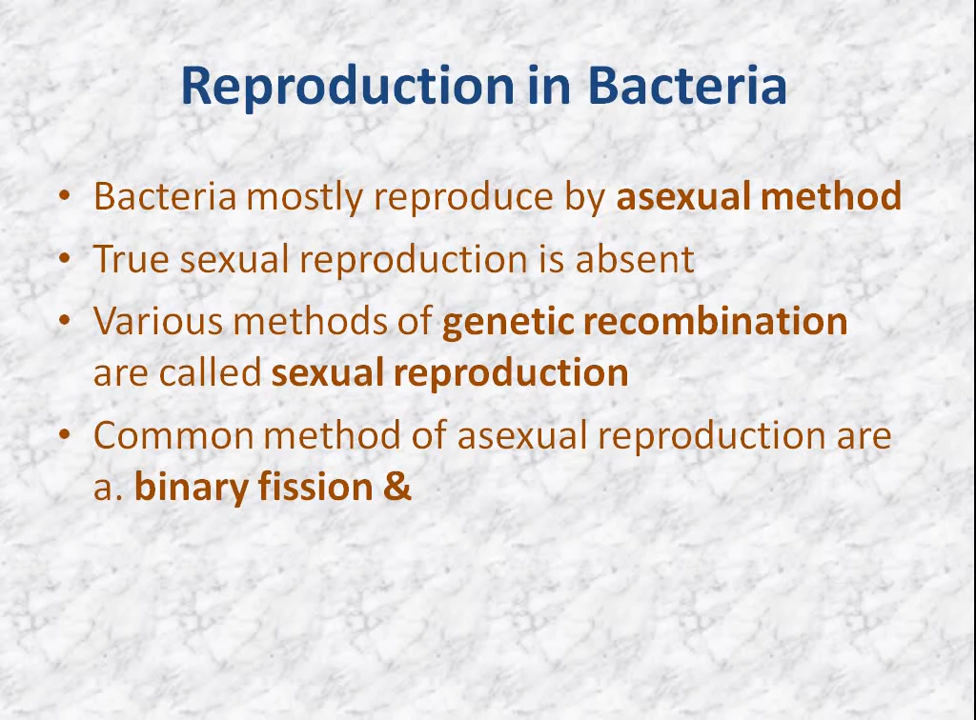 Reproduction in Bacteria
• Bacteria mostly reproduce by asexual method
• True sexual reproduction is absent
• Various methods of genetic recombination
are called sexual reproduction
• Common method of asexual reproduction are
a. binary fission &